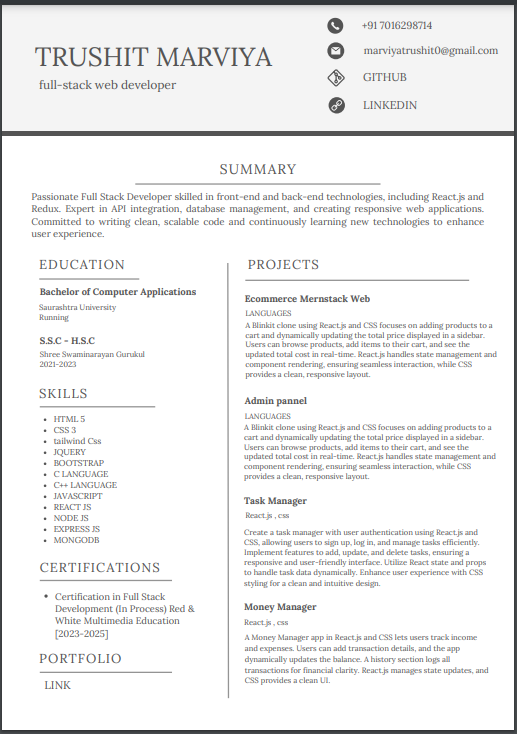 TRUSHIT MARVIYA
full-stack web developer
+91 7016298714
marviyatrushit0@gmail.com
GITHUB
LINKEDIN
SUMMARY
Passionate Full Stack Developer skilled in front-end and back-end technologies, including React.js and
Redux. Expert in API integration, database management, and creating responsive web applications.
Committed to writing clean, scalable code and continuously learning new technologies to enhance
user experience.
EDUCATION
Bachelor of Computer Applications
Saurashtra University
Running
S.S.C - H.S.C
Shree Swaminarayan Gurukul
2021-2023
SKILLS
• HTML 5
• CSS 3
• tailwind Css
• JQUERY
• BOOTSTRAP
• C LANGUAGE
• C++ LANGUAGE
• JAVASCRIPT
• REACT JS
• NODE JS
• EXPRESS JS
• MONGODB
CERTIFICATIONS
• Certification in Full Stack
Development (In Process) Red &
White Multimedia Education
[2023-2025]
PORTFOLIO
LINK
PROJECTS
Ecommerce Mernstack Web
LANGUAGES
A Blinkit clone using React.js and CSS focuses on adding products to a
cart and dynamically updating the total price displayed in a sidebar.
Users can browse products, add items to their cart, and see the
updated total cost in real-time. React.js handles state management and
component rendering, ensuring seamless interaction, while CSS
provides a clean, responsive layout.
Admin pannel
LANGUAGES
A Blinkit clone using React.js and CSS focuses on adding products to a
cart and dynamically updating the total price displayed in a sidebar.
Users can browse products, add items to their cart, and see the
updated total cost in real-time. React.js handles state management and
component rendering, ensuring seamless interaction, while CSS
provides a clean, responsive layout.
Task Manager
React.js , css
Create a task manager with user authentication using React.js and
CSS, allowing users to sign up, log in, and manage tasks efficiently.
Implement features to add, update, and delete tasks, ensuring a
responsive and user-friendly interface. Utilize React state and props
to handle task data dynamically. Enhance user experience with CSS
styling for a clean and intuitive design.
Money Manager
React.js , css
A Money Manager app in React.js and CSS lets users track income
and expenses. Users can add transaction details, and the app
dynamically updates the balance. A history section logs all
transactions for financial clarity. React.js manages state updates, and
CSS provides a clean UI.